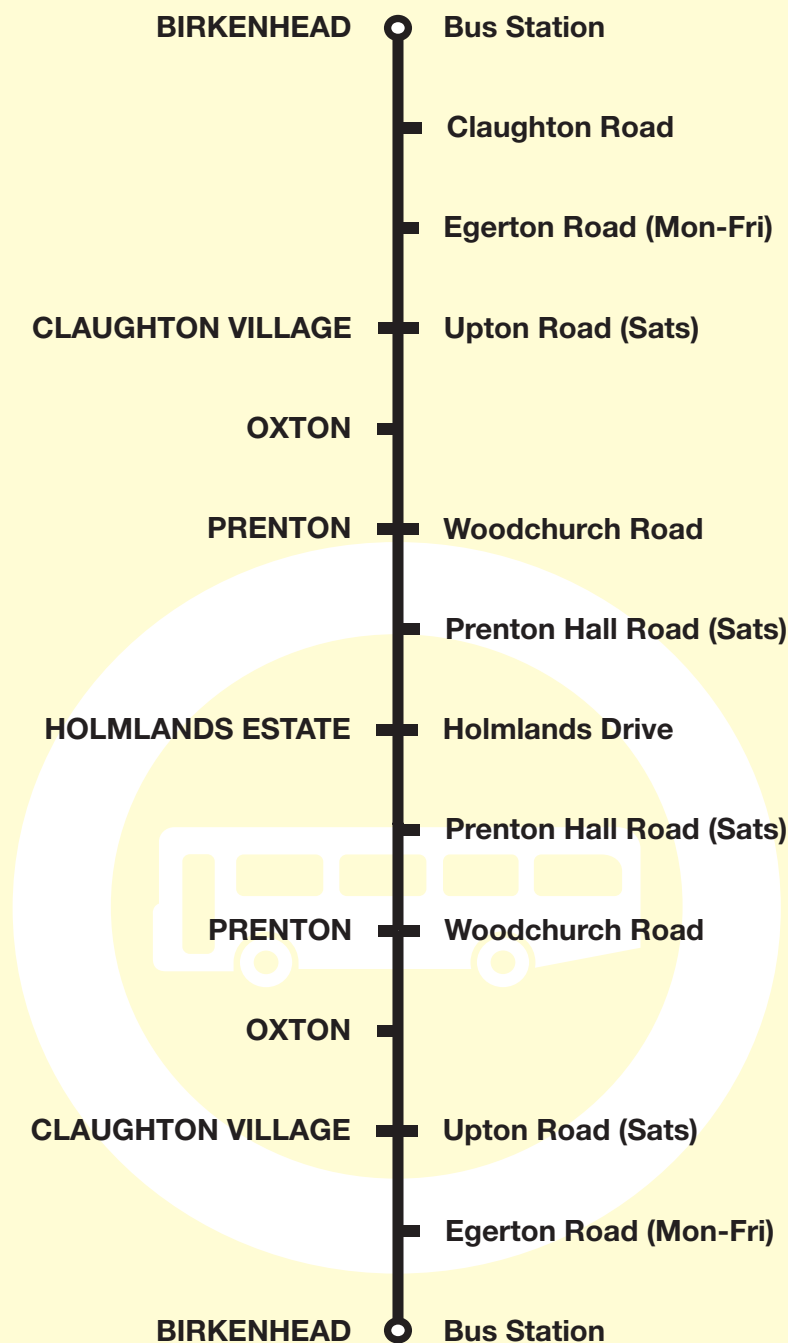 BIRKENHEAD Bus Station
Claughton Road
Egerton Road (Mon-Fri)
CLAUGHTON VILLAGE Upton Road (Sats)
OXTON
PRENTON Woodchurch Road
Prenton Hall Road (Sats)
HOLMLANDS ESTATE Holmlands Drive
Prenton Hall Road (Sats)
PRENTON Woodchurch Road
OXTON
CLAUGHTON VILLAGE Upton Road (Sats)
Egerton Road (Mon-Fri)
BIRKENHEAD Bus Station